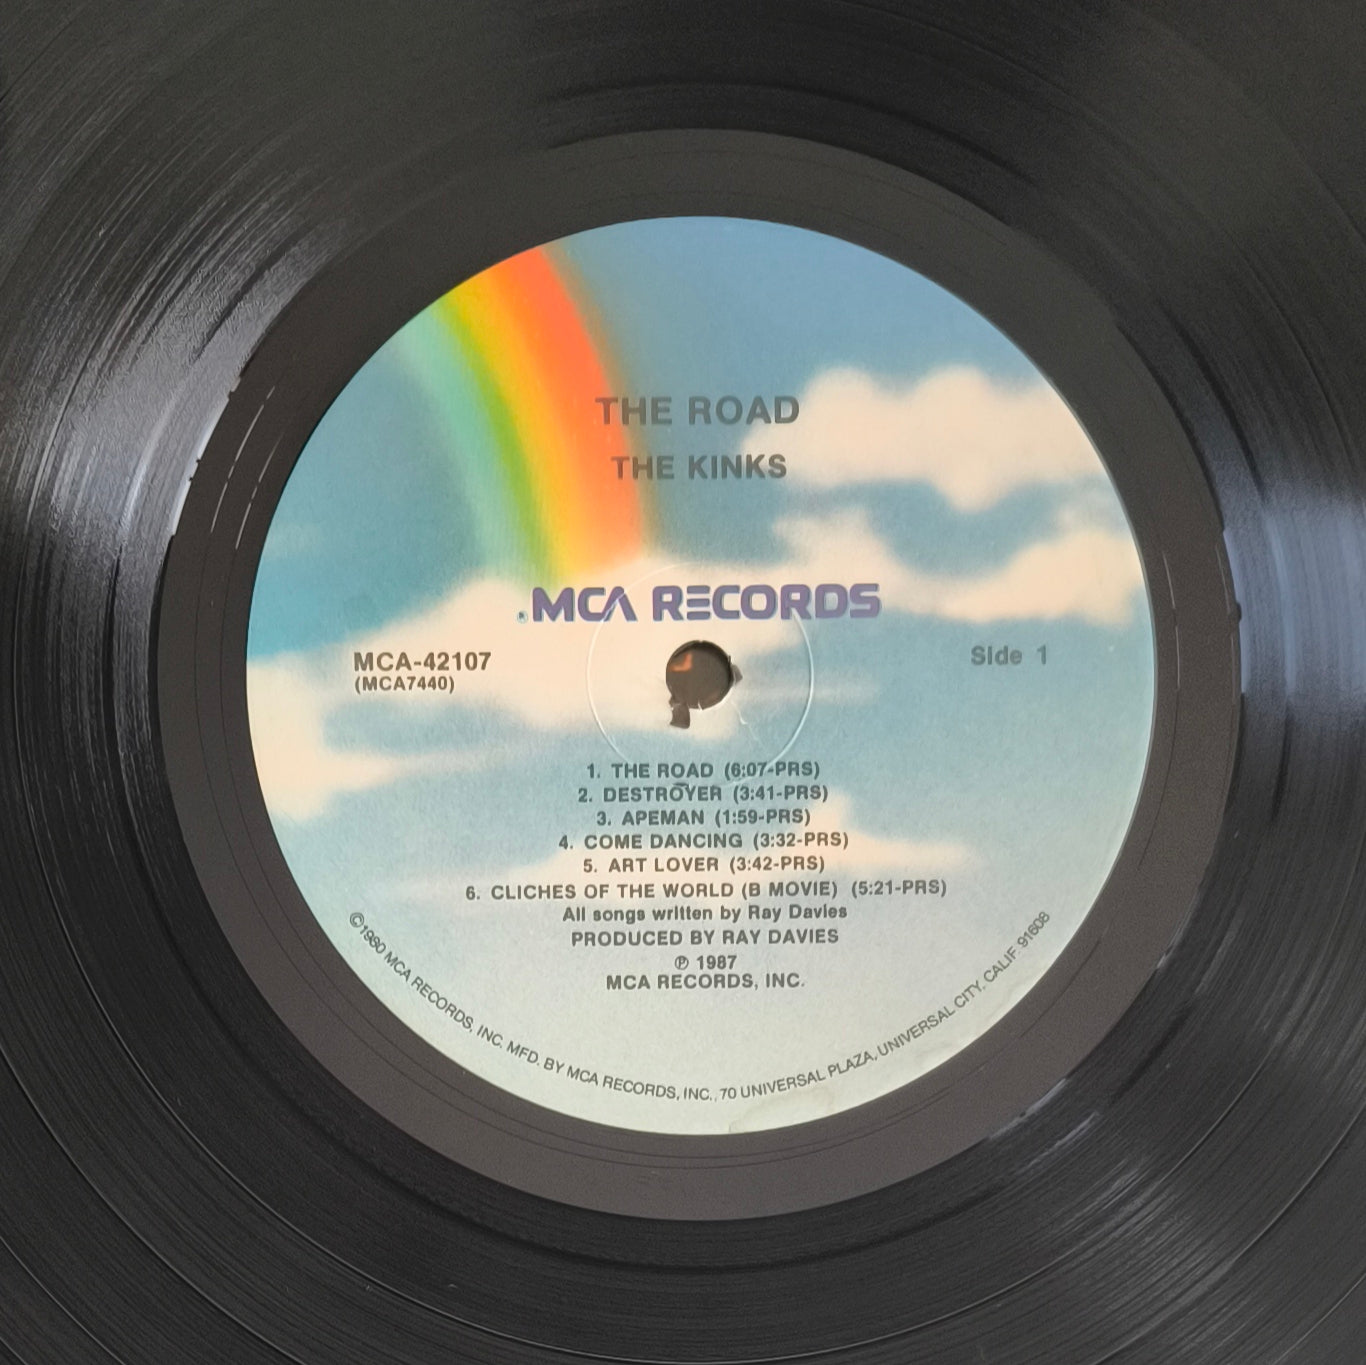 THE ROAD
THE KINKS
® MCA RECORDS
MCA-42107
(MCA7440)
Side 1
1. THE ROAD (6:07-PRS)
2. DESTROYER (3:41-PRS)
3. APEMAN (1:59-PRS)
4. COME DANCING (3:32-PRS)
5. ART LOVER (3:42-PRS)
6. CLICHES OF THE WORLD (B MOVIE) (5:21-PRS)
All songs written by Ray Davies
PRODUCED BY RAY DAVIES
℗ 1987
MCA RECORDS, INC.
©1980 MCA RECORDS, INC. MFD. BY MCA RECORDS, INC., 70 UNIVERSAL PLAZA, UNIVERSAL CITY, CALIF. 91608